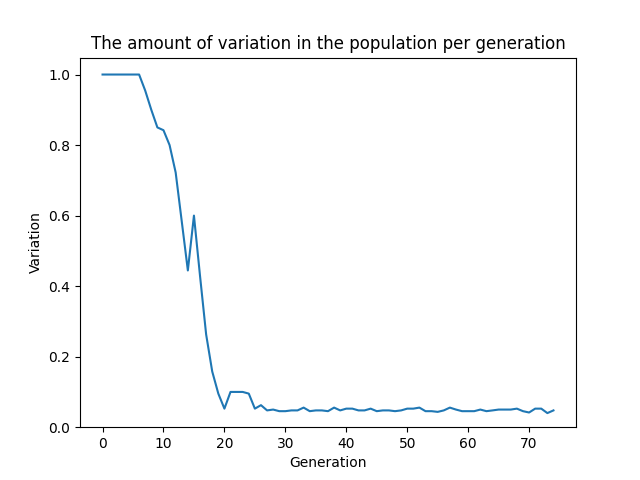 The amount of variation in the population per generation
1.0
0.8
0.6
0.4
0.2
0.0
Variation
0 10 20 30 40 50 60 70
Generation